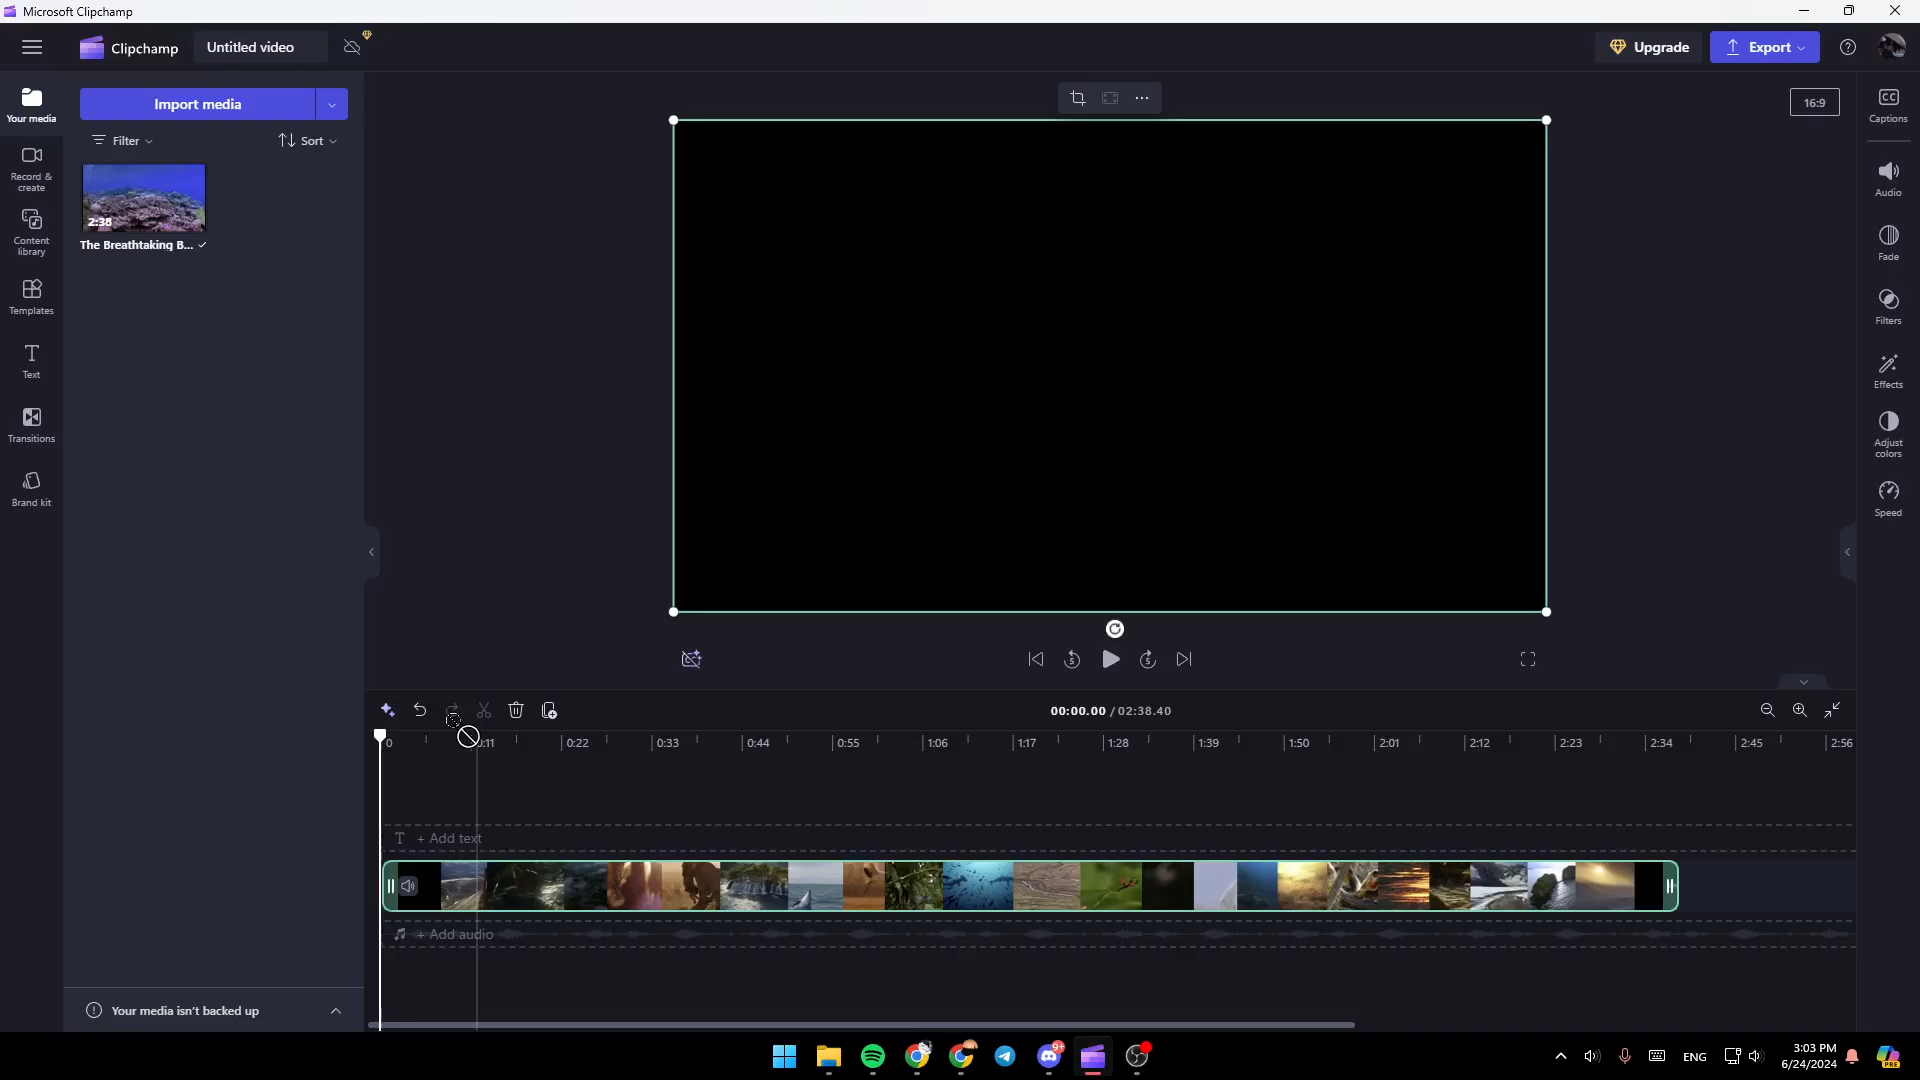 Microsoft Clipchamp
Clipchamp
Untitled video
Upgrade
Export
Your media
Import media
16:9
Captions
Filter
Sort
Record &
create
2:38
The Breathtaking B...
Audio
Content
library
Fade
Templates
Filters
Text
Effects
Transitions
Adjust
colors
Brand kit
Speed
00:00.00 / 02:38.40
0
0:11
0:22
0:33
0:44
0:55
1:06
1:17
1:28
1:39
1:50
2:01
2:12
2:23
2:34
2:45
2:56
T + Add text
+ Add audio
Your media isn't backed up
9+
ENG
3:03 PM
6/24/2024
PRE